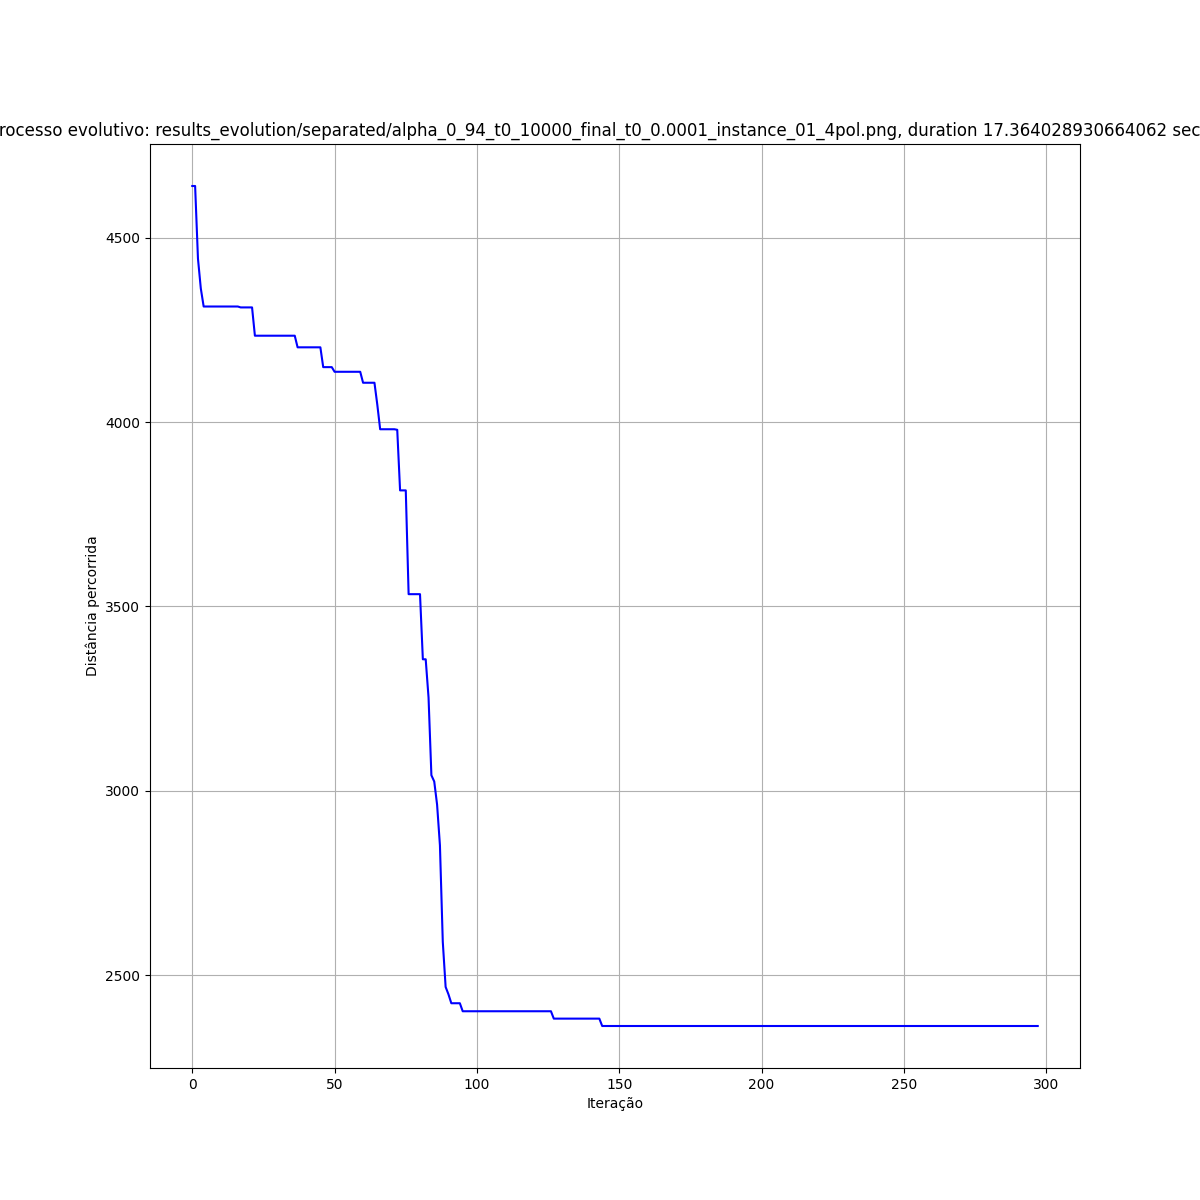 rocesso evolutivo: results_evolution/separated/alpha_0_94_t0_10000_final_t0_0.0001_instance_01_4pol.png, duration 17.364028930664062 sec
4500
4000
Distância percorrida
3500
3000
2500
0 50 100 150 200 250 300
Iteração